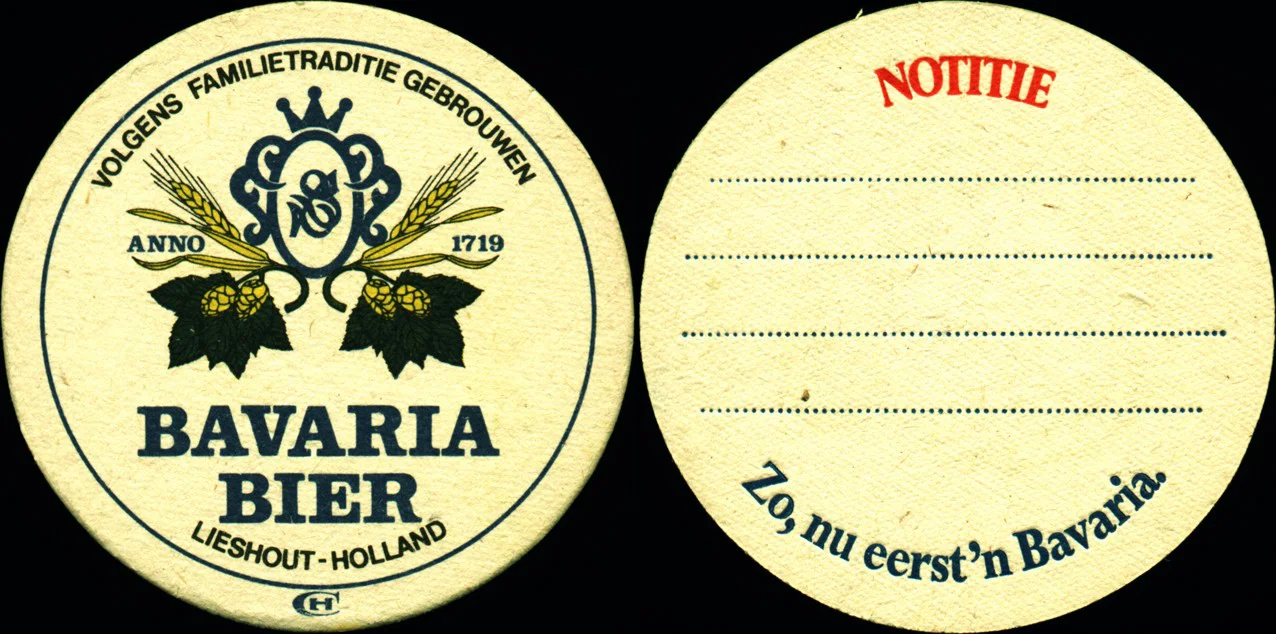 VOLGENS FAMILIETRADITIE GEBROUWEN
ANNO 1719
BAVARIA
BIER
LIESHOUT-HOLLAND
NOTITIE
Zo, nu eerst'n Bavaria.